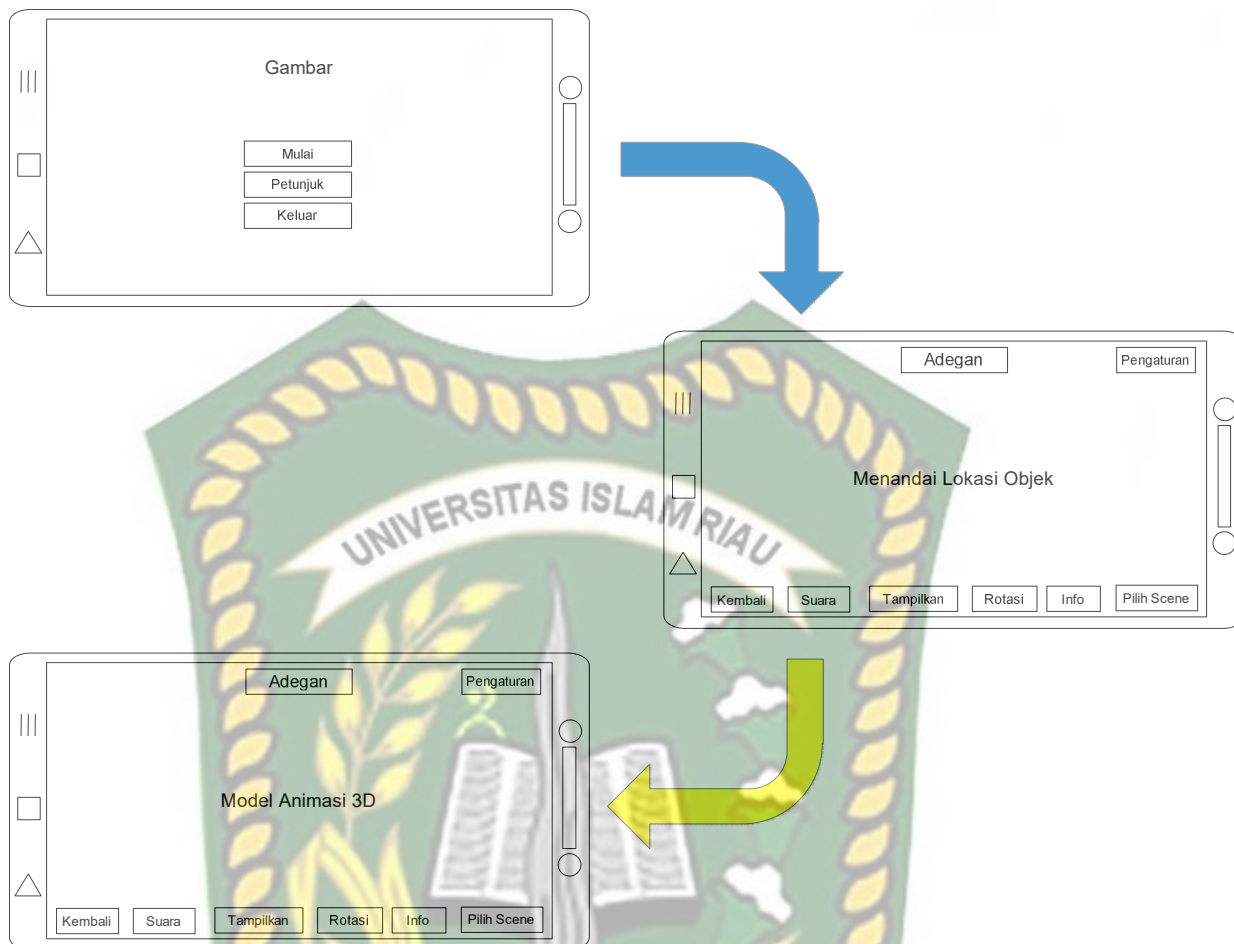 Gambar
Mulai
Petunjuk
Keluar
Adegan
Pengaturan
Menandai Lokasi Objek
Kembali
Suara
Tampilkan
Rotasi
Info
Pilih Scene
UNIVERSITAS ISLAM RIAU
Adegan
Pengaturan
Model Animasi 3D
Kembali
Suara
Tampilkan
Rotasi
Info
Pilih Scene